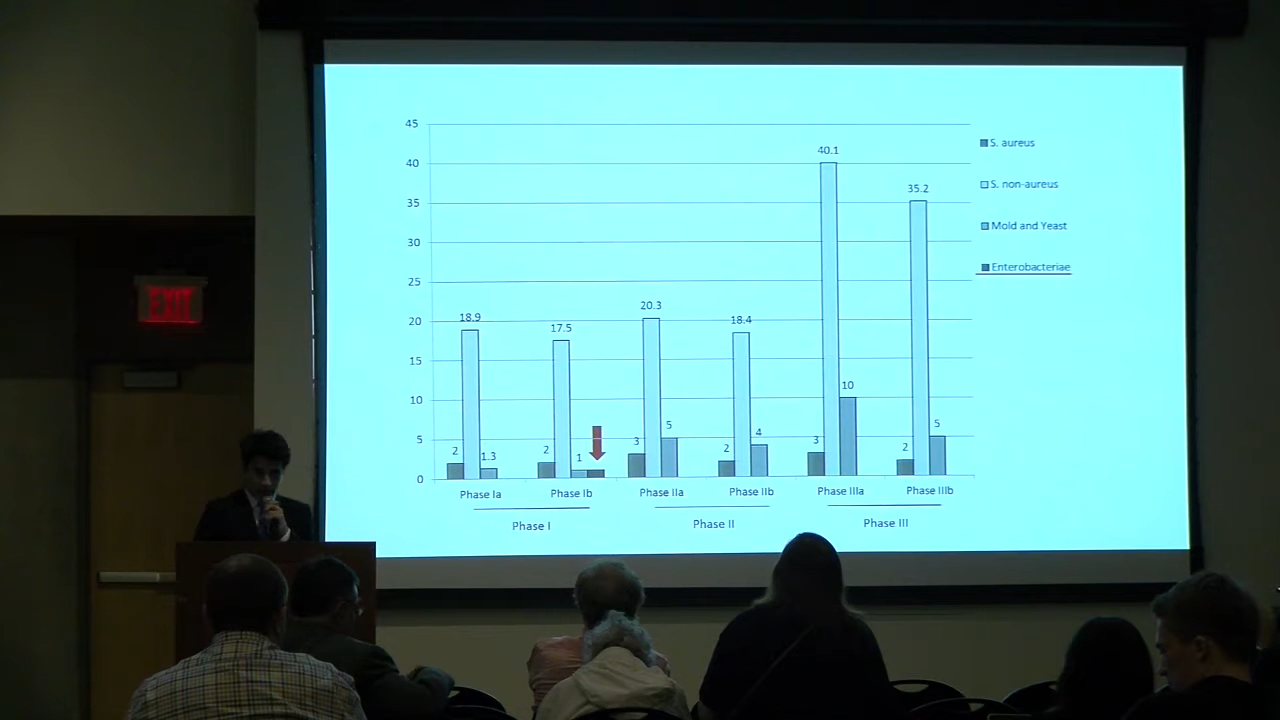 45
40
35
30
25
20
15
10
5
0
18.9
17.5
20.3
18.4
40.1
35.2
2
1.3
2
1
3
5
2
4
3
10
2
5
Phase Ia
Phase Ib
Phase IIa
Phase IIb
Phase IIIa
Phase IIIb
Phase I
Phase II
Phase III
S. aureus
S. non-aureus
Mold and Yeast
Enterobacteriae
EXIT